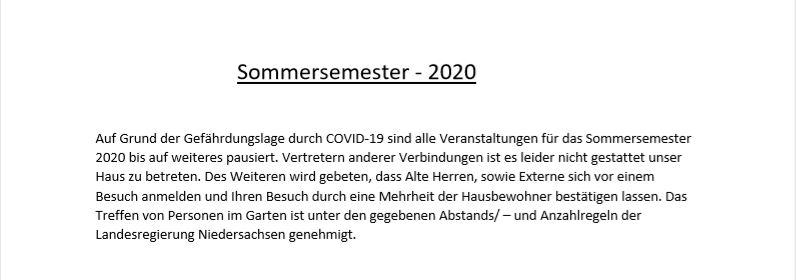 Sommersemester - 2020
Auf Grund der Gefährdungslage durch COVID-19 sind alle Veranstaltungen für das Sommersemester
2020 bis auf weiteres pausiert. Vertretern anderer Verbindungen ist es leider nicht gestattet unser
Haus zu betreten. Des Weiteren wird gebeten, dass Alte Herren, sowie Externe sich vor einem
Besuch anmelden und Ihren Besuch durch eine Mehrheit der Hausbewohner bestätigen lassen. Das
Treffen von Personen im Garten ist unter den gegebenen Abstands/ – und Anzahlregeln der
Landesregierung Niedersachsen genehmigt.